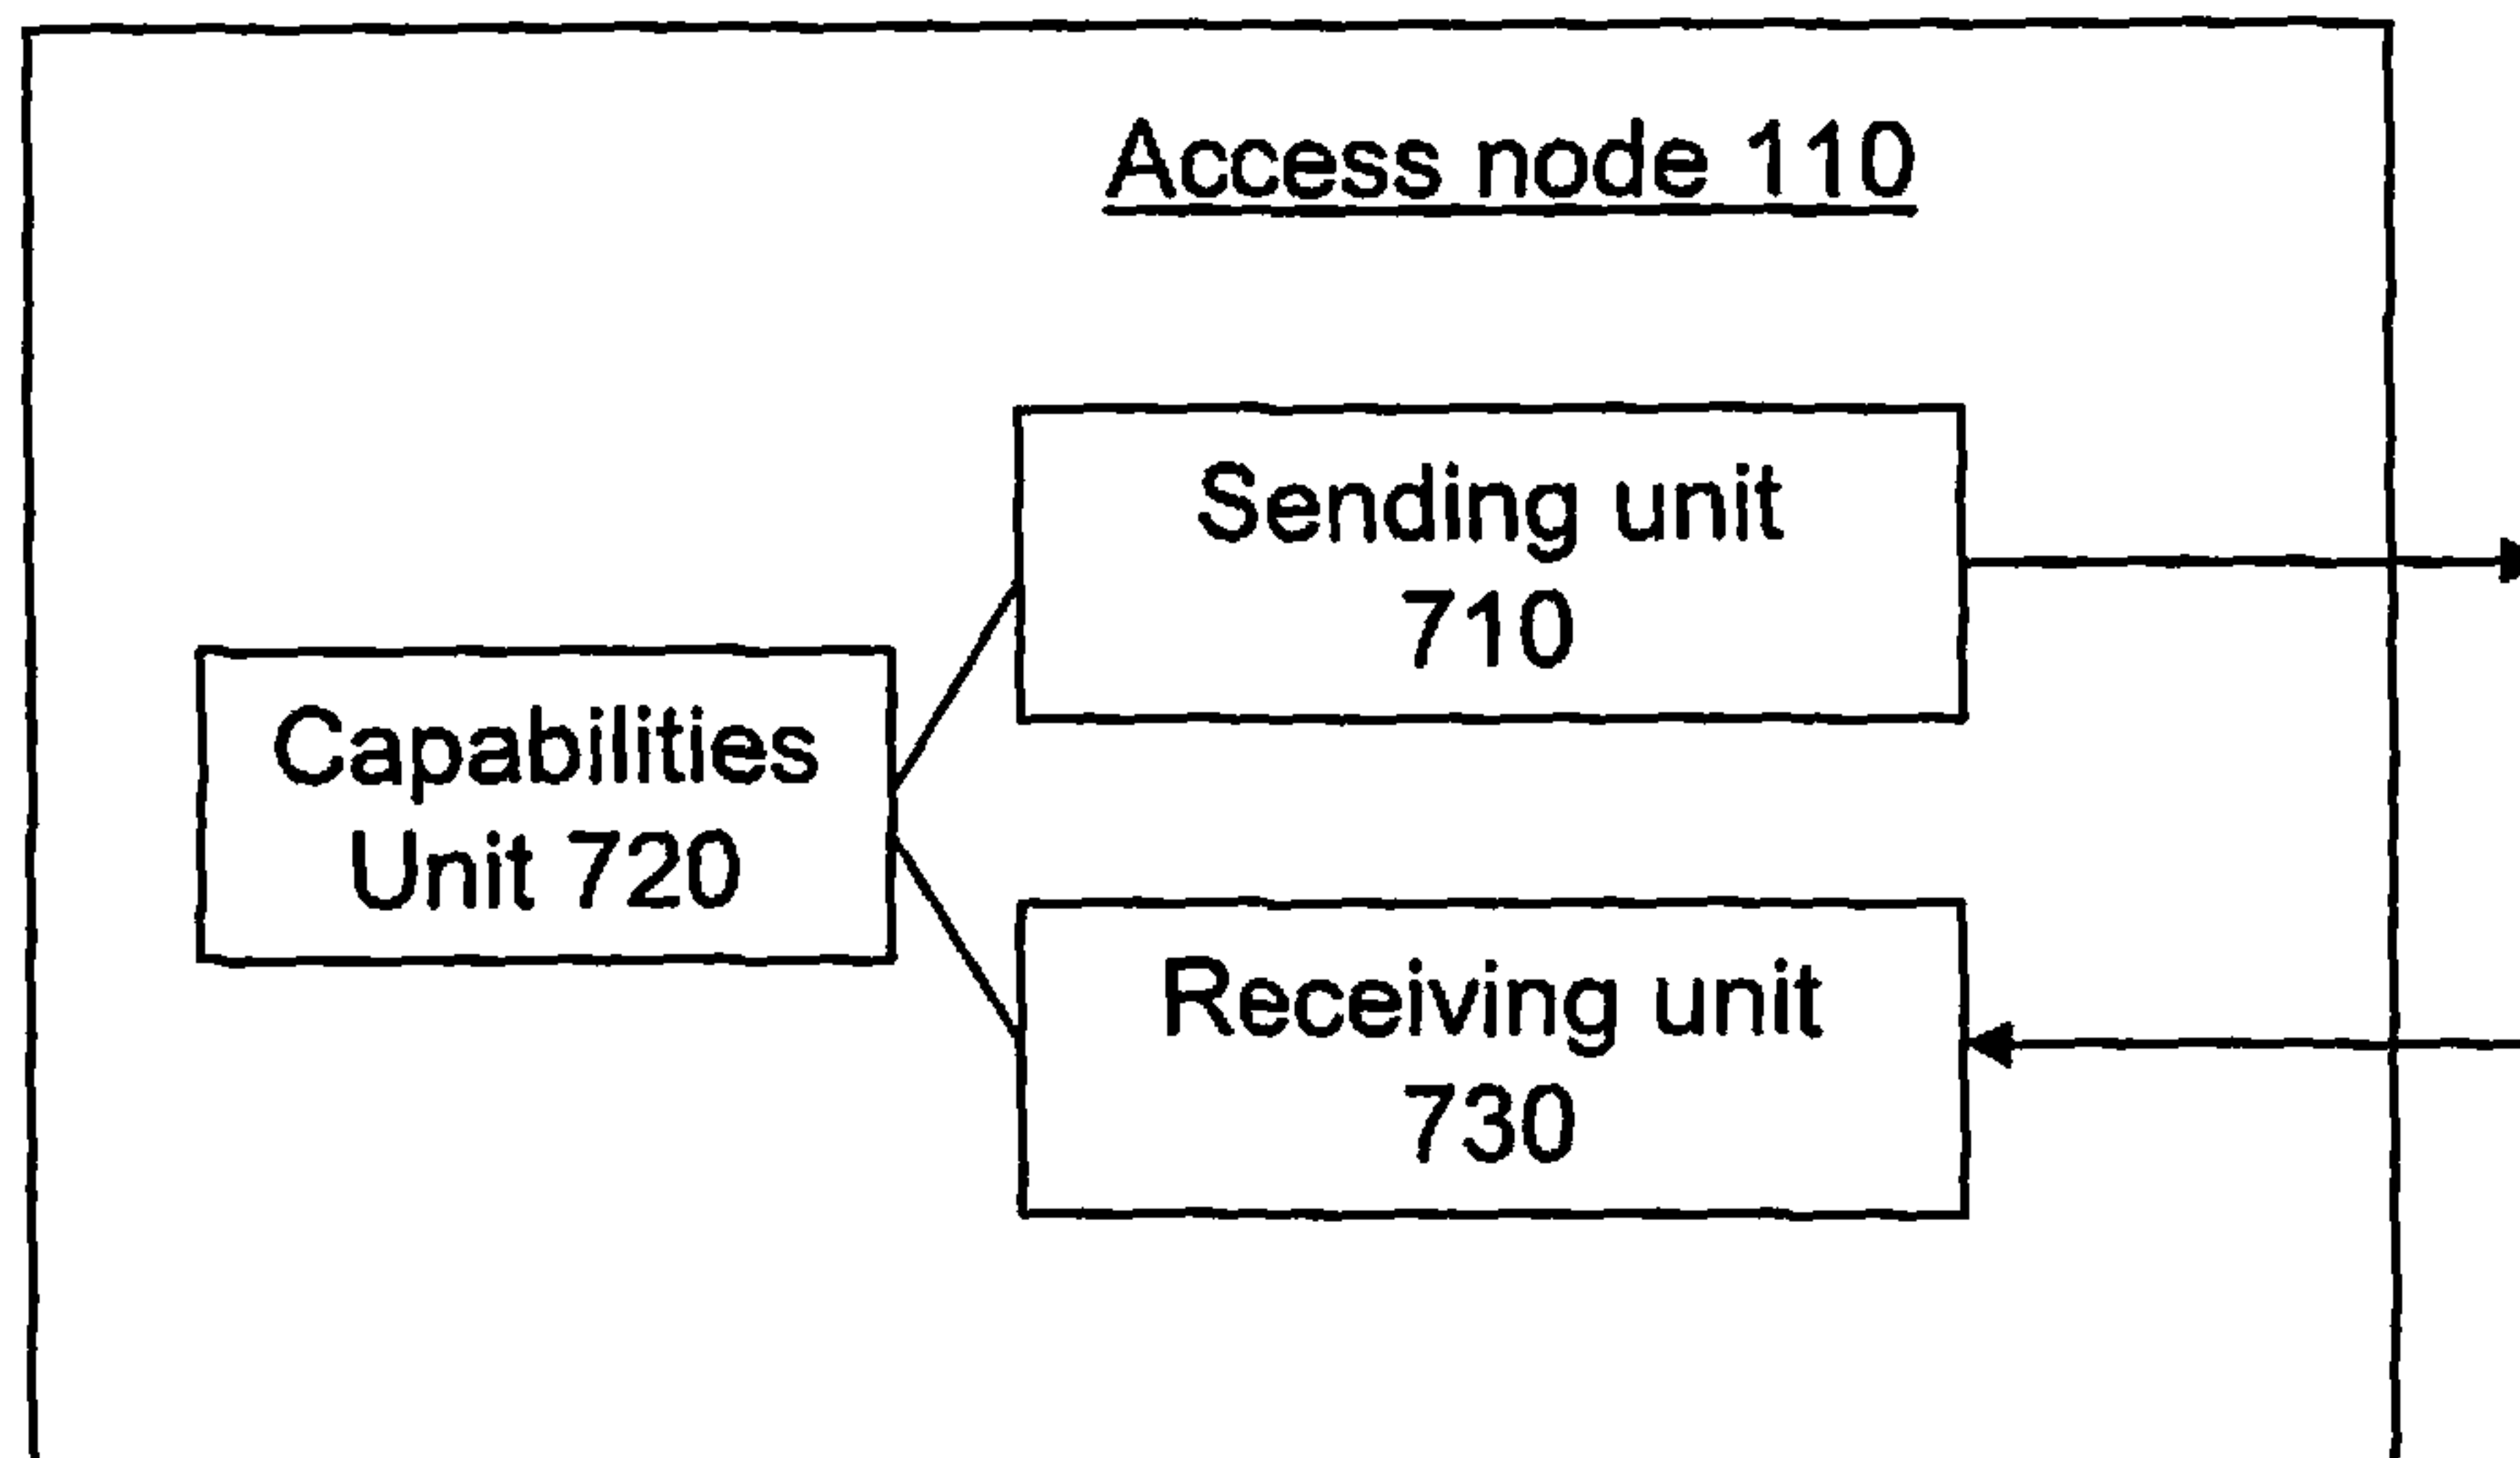 Access node 110
Sending unit
710
Capabilities
Unit 720
Receiving unit
730